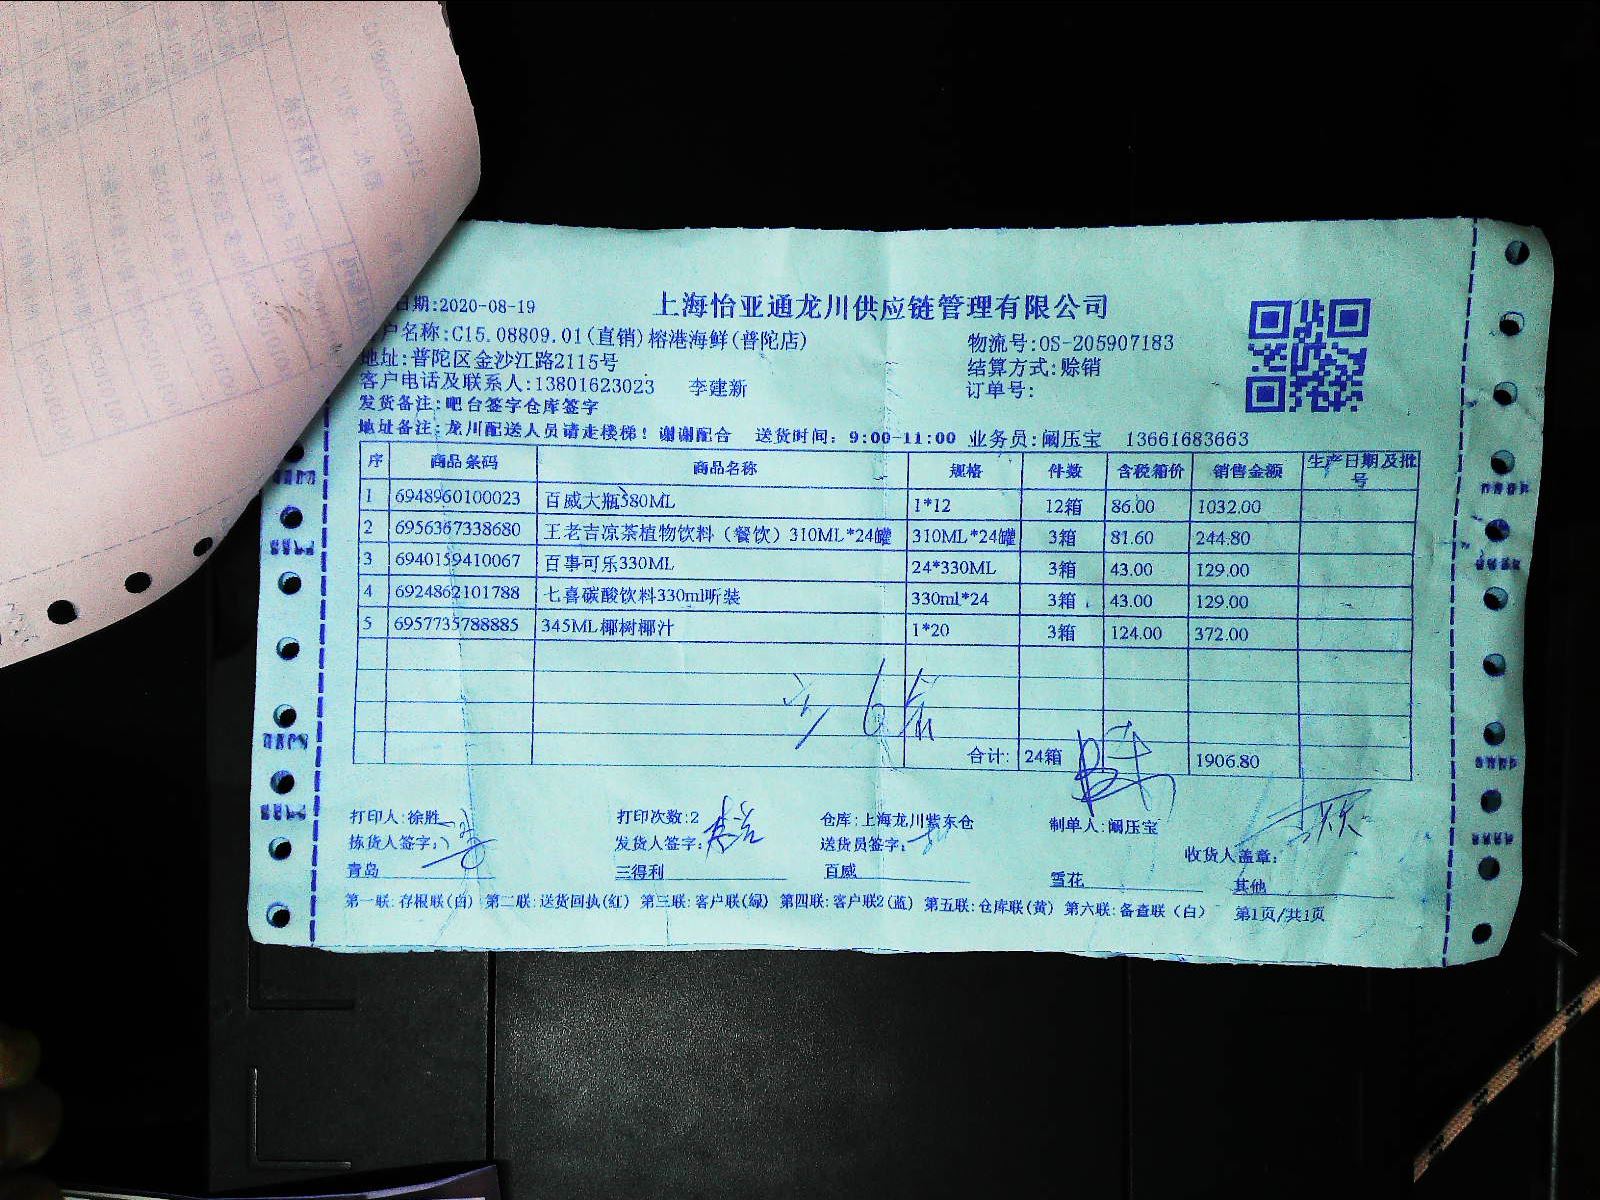 日期:2020-08-19
上海怡亚通龙川供应链管理有限公司
户名称:C15.08809.01(直销)榕港海鲜(普陀店)
物流号:OS-205907183
地址:普陀区金沙江路2115号
结算方式:赊销
客户电话及联系人:13801623023 李建新
订单号:
发货备注:吧台签字仓库签字
地址备注:龙川配送人员请走楼梯!谢谢配合 送货时间:9:00-11:00 业务员:阚压宝 13661683663
序 商品条码 商品名称 规格 件数 含税箱价 销售金额 生产日期及批号
1 6948960100023 百威大瓶580ML 1*12 12箱 86.00 1032.00
2 6956367338680 王老吉凉茶植物饮料（餐饮）310ML*24罐 310ML*24罐 3箱 81.60 244.80
3 6940159410067 百事可乐330ML 24*330ML 3箱 43.00 129.00
4 6924862101788 七喜碳酸饮料330ml听装 330ml*24 3箱 43.00 129.00
5 6957735788885 345ML椰树椰汁 1*20 3箱 124.00 372.00
合计: 24箱 1906.80
打印人:徐胜 打印次数:2 仓库:上海龙川紫东仓 制单人:阚压宝
拣货人签字: 发货人签字: 送货员签字: 收货人盖章:
青岛 三得利 百威 雪花 其他
第一联:存根联(白) 第二联:送货回执(红) 第三联:客户联(绿) 第四联:客户联2(蓝) 第五联:仓库联(黄) 第六联:备查联（白） 第1页/共1页